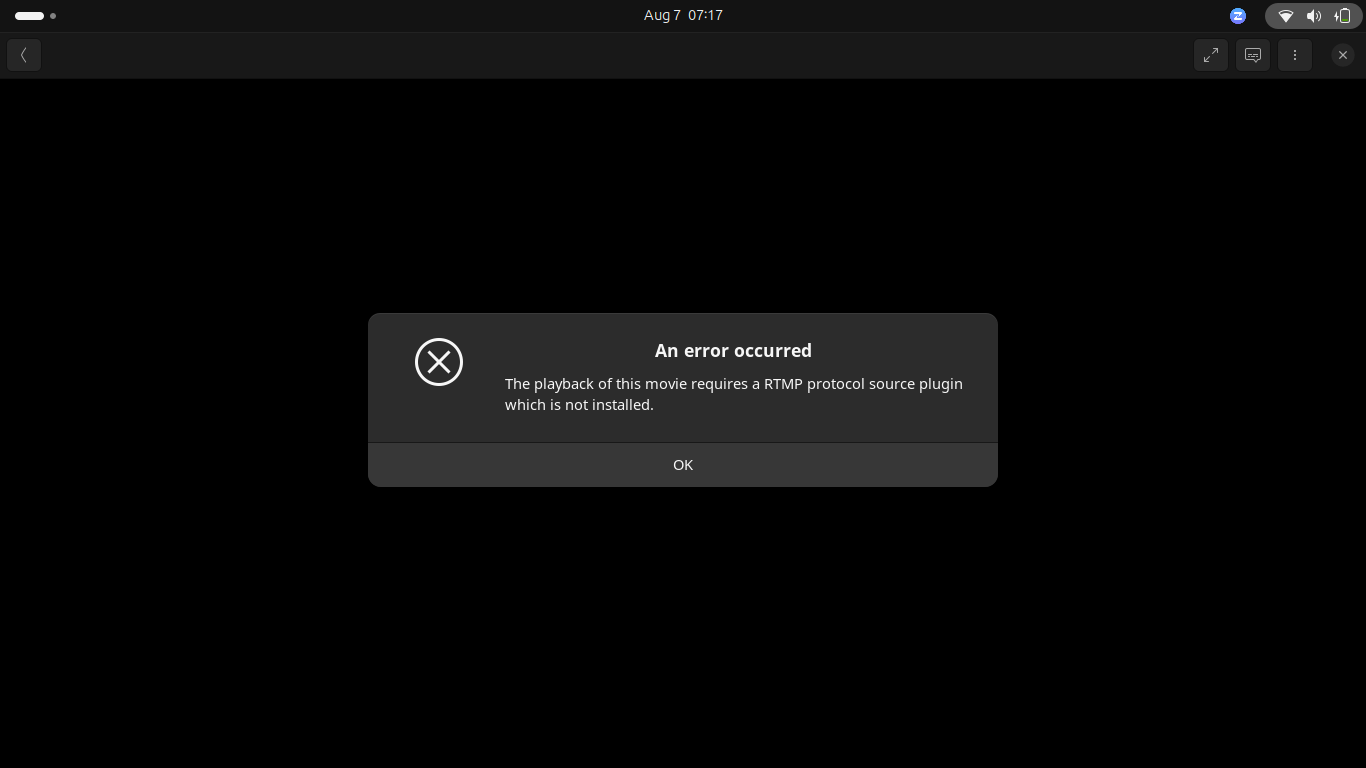 Aug 7 07:17
An error occurred
The playback of this movie requires a RTMP protocol source plugin
which is not installed.
OK